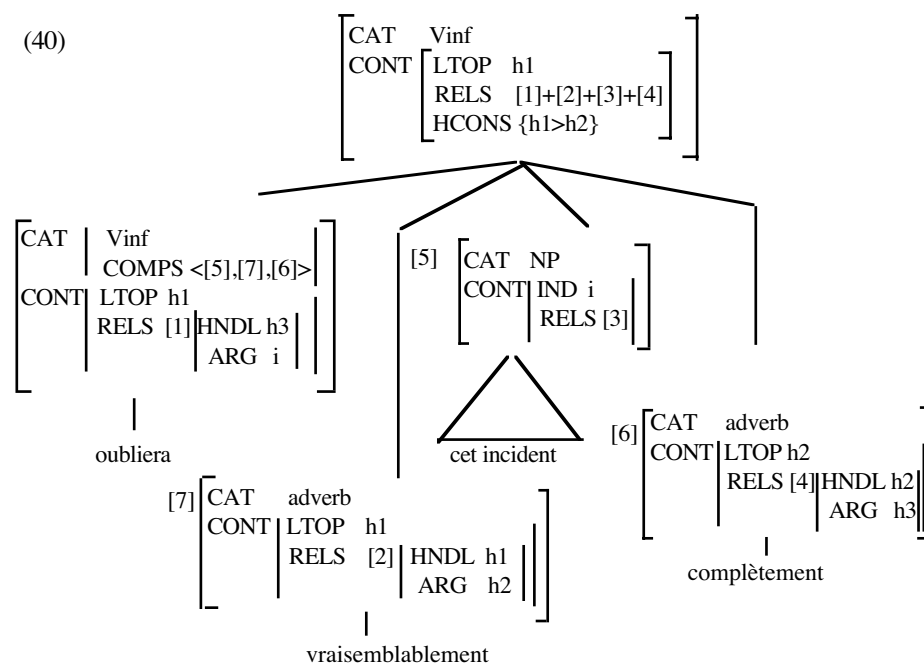 (40)
CAT Vinf
CONT LTOP h1
RELS [1]+[2]+[3]+[4]
HCONS {h1>h2}
CAT Vinf
COMPS <[5],[7],[6]>
CONT LTOP h1
RELS [1] HNDL h3
ARG i
oubliera
[5] CAT NP
CONT IND i
RELS [3]
cet incident
[6] CAT adverb
CONT LTOP h2
RELS [4] HNDL h2
ARG h3
complètement
[7] CAT adverb
CONT LTOP h1
RELS [2] HNDL h1
ARG h2
vraisemblablement